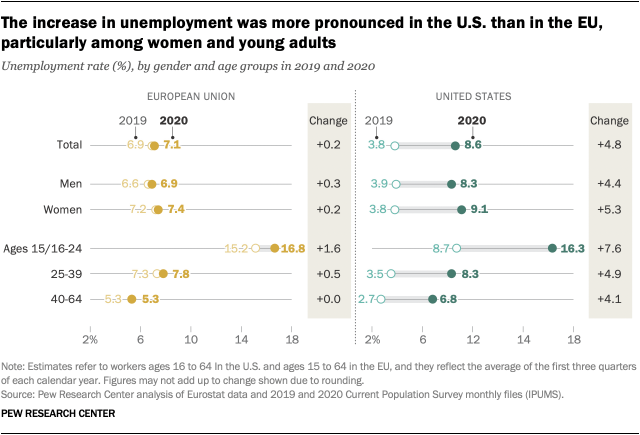 The increase in unemployment was more pronounced in the U.S. than in the EU,
particularly among women and young adults
Unemployment rate (%), by gender and age groups in 2019 and 2020
EUROPEAN UNION UNITED STATES
2019 2020 Change 2019 2020 Change
Total 6.9 7.1 +0.2 3.8 8.6 +4.8
Men 6.6 6.9 +0.3 3.9 8.3 +4.4
Women 7.2 7.4 +0.2 3.8 9.1 +5.3
Ages 15/16-24 15.2 16.8 +1.6 8.7 16.3 +7.6
25-39 7.3 7.8 +0.5 3.5 8.3 +4.9
40-64 5.3 5.3 +0.0 2.7 6.8 +4.1
2% 6 10 14 18 2% 6 12 14 18
Note: Estimates refer to workers ages 16 to 64 In the U.S. and ages 15 to 64 in the EU, and they reflect the average of the first three quarters
of each calendar year. Figures may not add up to change shown due to rounding.
Source: Pew Research Center analysis of Eurostat data and 2019 and 2020 Current Population Survey monthly files (IPUMS).
PEW RESEARCH CENTER